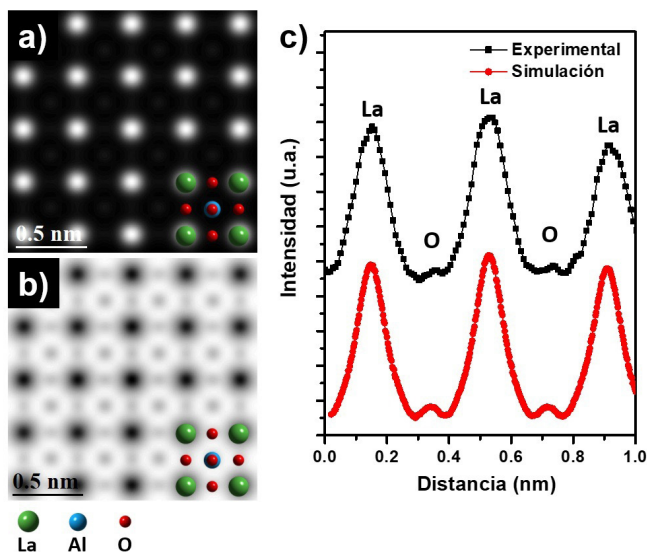 a)
0.5 nm
b)
0.5 nm
La
Al
O
c)
Experimental
Simulación
La
La
La
O
O
Intensidad (u.a.)
0.0
0.2
0.4
0.6
0.8
1.0
Distancia (nm)